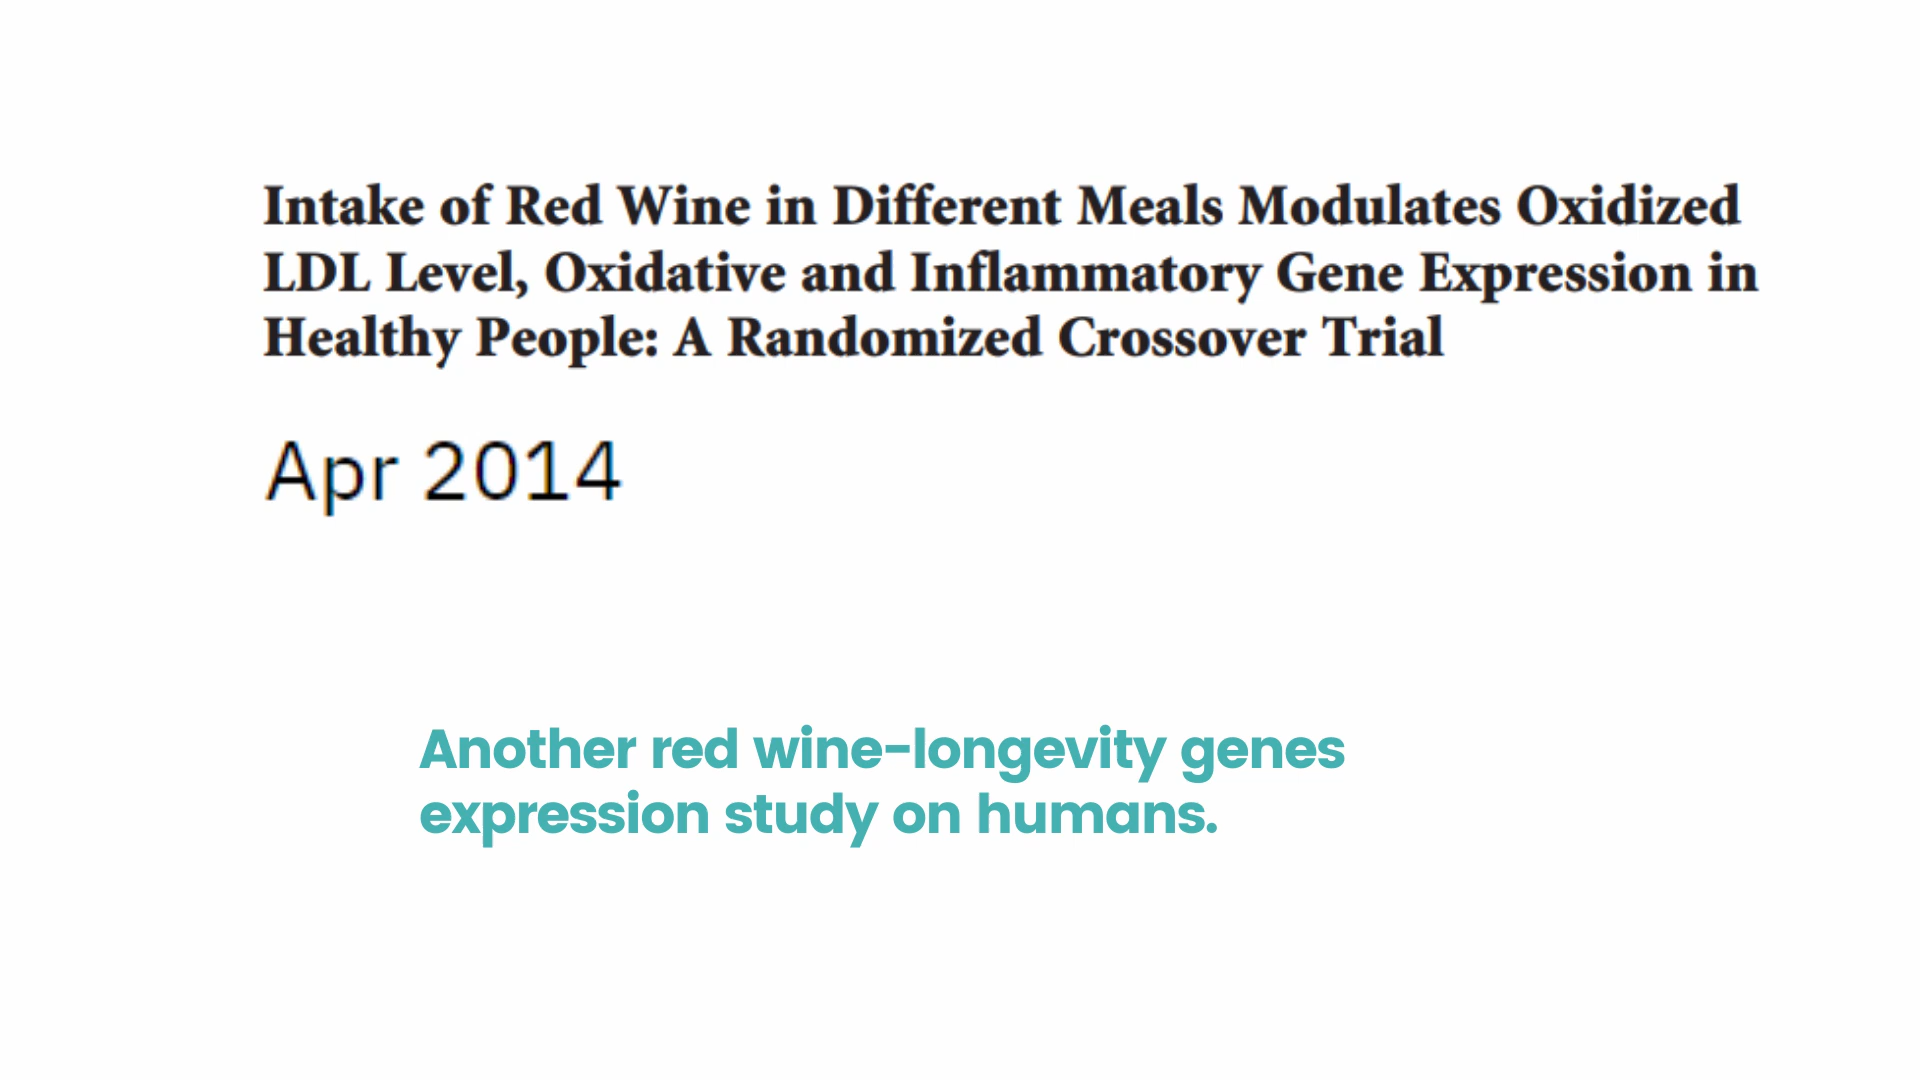 Intake of Red Wine in Different Meals Modulates Oxidized
LDL Level, Oxidative and Inflammatory Gene Expression in
Healthy People: A Randomized Crossover Trial
Apr 2014
Another red wine-longevity genes
expression study on humans.